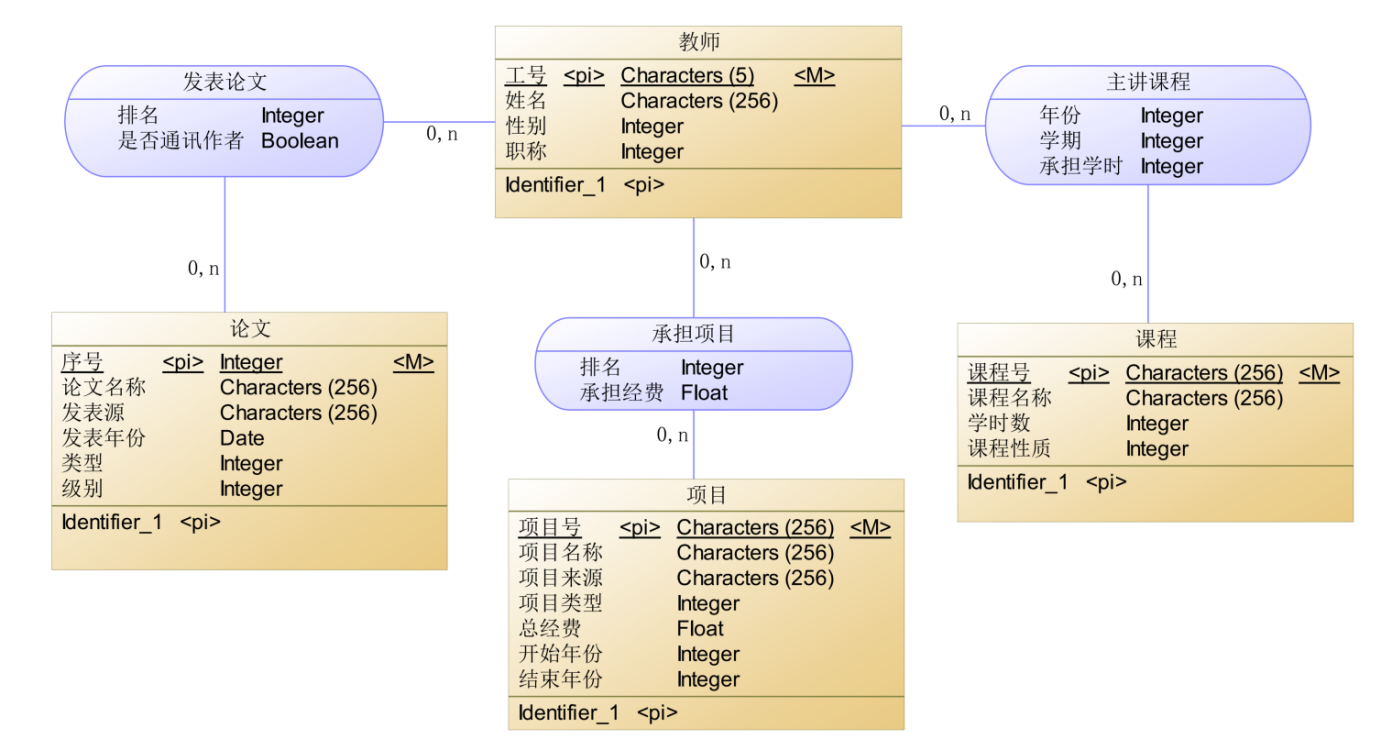 教师
工号 <pi> Characters (5) <M>
姓名 Characters (256)
性别 Integer
职称 Integer
Identifier_1 <pi>
发表论文
排名 Integer
是否通讯作者 Boolean
0,n
主讲课程
年份 Integer
学期 Integer
承担学时 Integer
0,n
0,n
0,n
0,n
论文
序号 <pi> Integer <M>
论文名称 Characters (256)
发表源 Characters (256)
发表年份 Date
类型 Integer
级别 Integer
Identifier_1 <pi>
承担项目
排名 Integer
承担经费 Float
0,n
课程
课程号 <pi> Characters (256) <M>
课程名称 Characters (256)
学时数 Integer
课程性质 Integer
Identifier_1 <pi>
项目
项目号 <pi> Characters (256) <M>
项目名称 Characters (256)
项目来源 Characters (256)
项目类型 Integer
总经费 Float
开始年份 Integer
结束年份 Integer
Identifier_1 <pi>